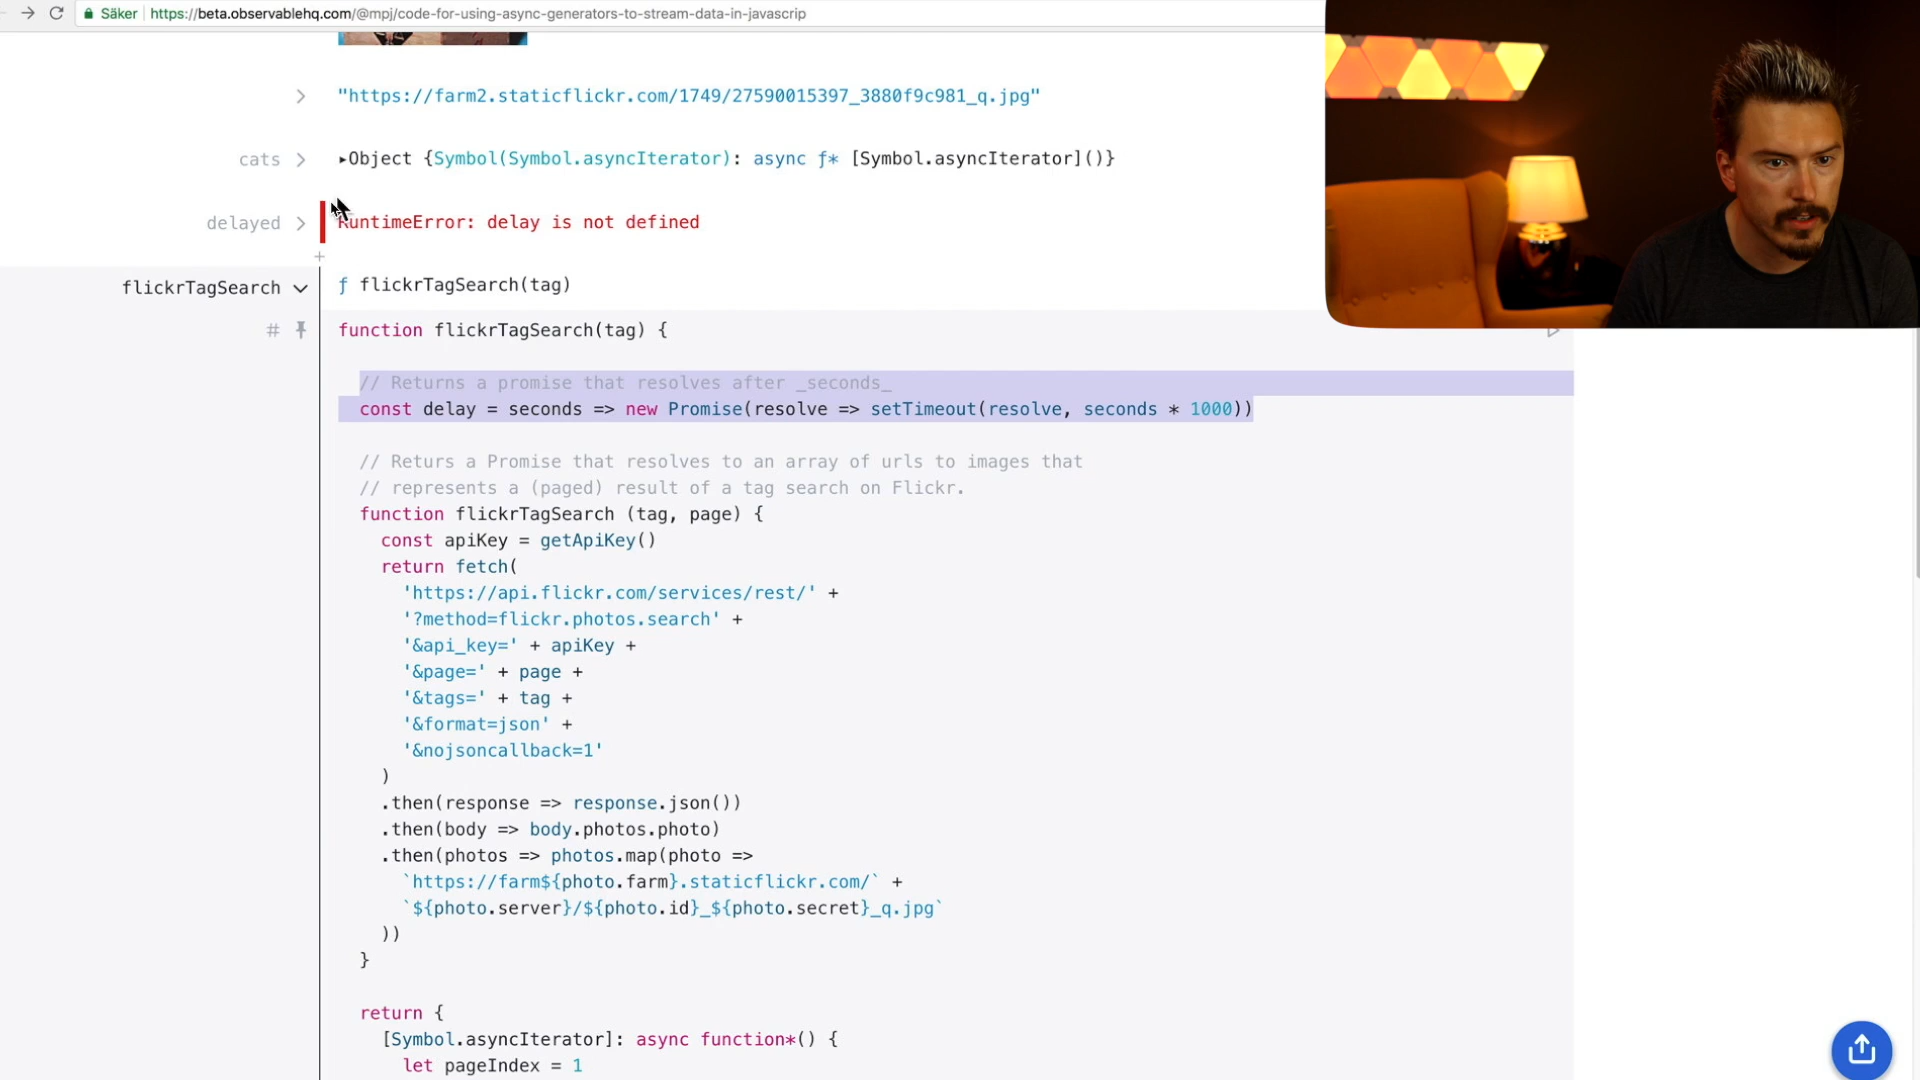 Säker https://beta.observablehq.com/@mpj/code-for-using-async-generators-to-stream-data-in-javascrip
"https://farm2.staticflickr.com/1749/27590015397_3880f9c981_q.jpg"
cats ▸Object {Symbol(Symbol.asyncIterator): async ƒ* [Symbol.asyncIterator]()}
delayed RuntimeError: delay is not defined
+
flickrTagSearch ƒ flickrTagSearch(tag)
# function flickrTagSearch(tag) {
// Returns a promise that resolves after _seconds_
const delay = seconds => new Promise(resolve => setTimeout(resolve, seconds * 1000))
// Returs a Promise that resolves to an array of urls to images that
// represents a (paged) result of a tag search on Flickr.
function flickrTagSearch (tag, page) {
const apiKey = getApiKey()
return fetch(
'https://api.flickr.com/services/rest/' +
'?method=flickr.photos.search' +
'&api_key=' + apiKey +
'&page=' + page +
'&tags=' + tag +
'&format=json' +
'&nojsoncallback=1'
)
.then(response => response.json())
.then(body => body.photos.photo)
.then(photos => photos.map(photo =>
`https://farm${photo.farm}.staticflickr.com/` +
`${photo.server}/${photo.id}_${photo.secret}_q.jpg`
))
}
return {
[Symbol.asyncIterator]: async function*() {
let pageIndex = 1